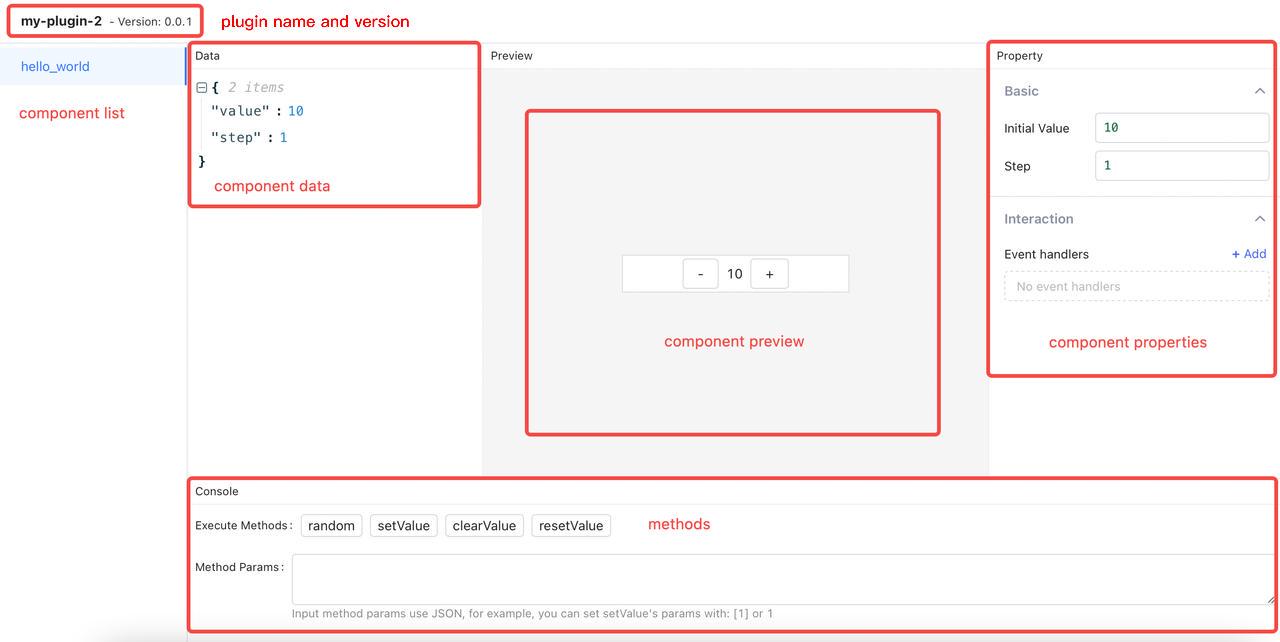 my-plugin-2 - Version: 0.0.1 plugin name and version
hello_world
component list
Data
{ 2 items
"value" : 10
"step" : 1
}
component data
Preview
- 10 +
component preview
Property
Basic
Initial Value 10
Step 1
Interaction
Event handlers + Add
No event handlers
component properties
Console
Execute Methods: random setValue clearValue resetValue methods
Method Params:
Input method params use JSON, for example, you can set setValue's params with: [1] or 1